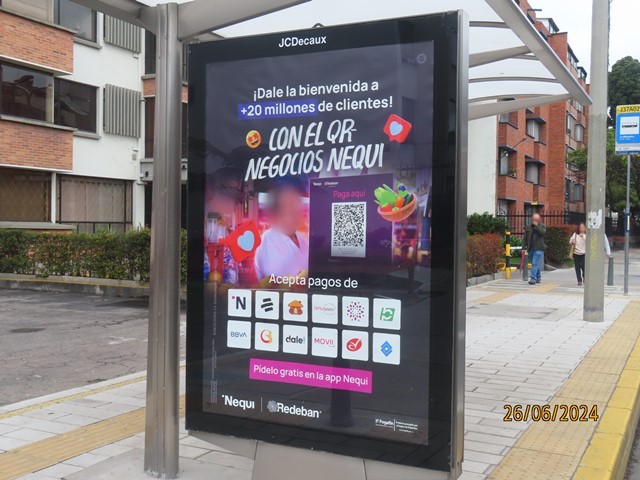 JCDecaux
¡Dale la bienvenida a
+20 millones de clientes!
CON EL QR-
NEGOCIOS NEQUI
Nequi
Paga aquí
Acepta pagos de
N
BBVA
dale!
MOVii
Pídelo gratis en la app Nequi
Nequi
Redeban
26/06/2024